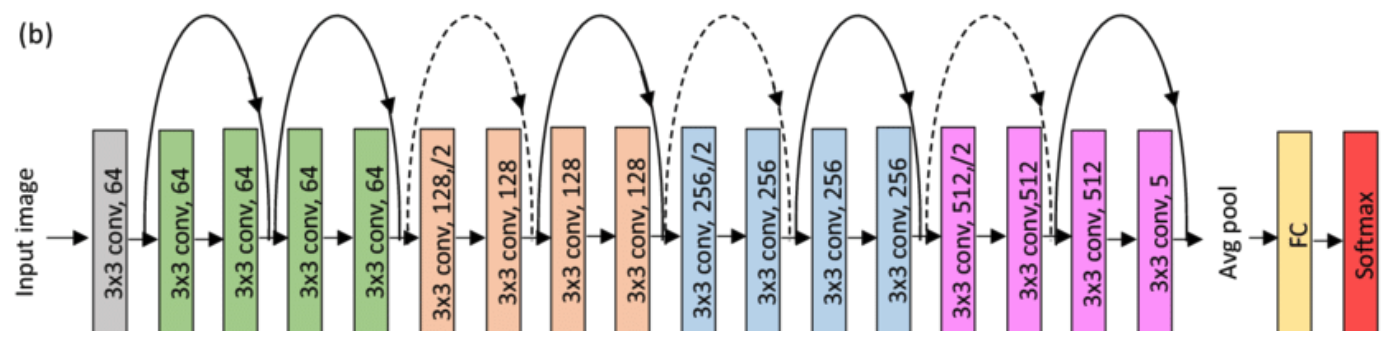 (b)
Input image
3x3 conv, 64
3x3 conv, 64
3x3 conv, 64
3x3 conv, 64
3x3 conv, 64
3x3 conv, 128,/2
3x3 conv, 128
3x3 conv, 128
3x3 conv, 128
3x3 conv, 256,/2
3x3 conv, 256
3x3 conv, 256
3x3 conv, 256
3x3 conv, 512,/2
3x3 conv,512
3x3 conv, 512
3x3 conv, 5
Avg pool
FC
Softmax